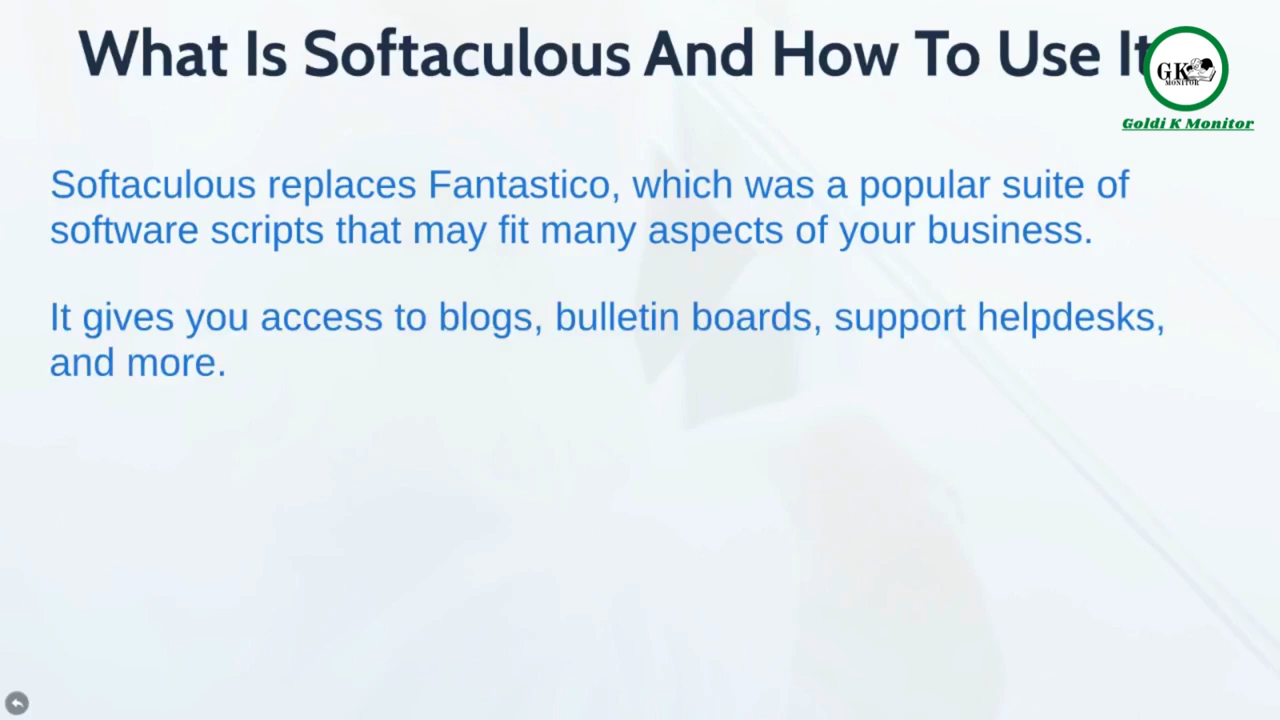 What Is Softaculous And How To Use It
GK
MONITOR
Goldi K Monitor
Softaculous replaces Fantastico, which was a popular suite of
software scripts that may fit many aspects of your business.
It gives you access to blogs, bulletin boards, support helpdesks,
and more.